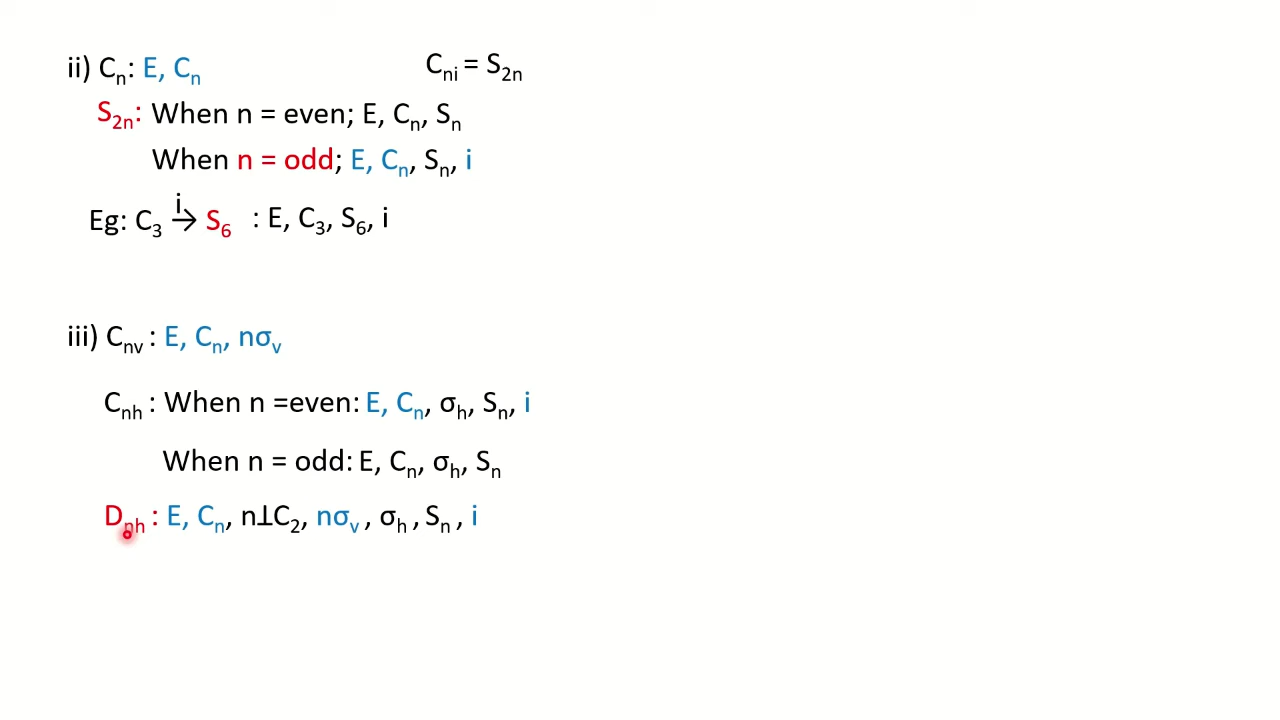 ii) Cn: E, Cn
Cni = S2n
S2n: When n = even; E, Cn, Sn
When n = odd; E, Cn, Sn, i
i
Eg: C3 → S6 : E, C3, S6, i
iii) Cnv : E, Cn, nσv
Cnh : When n =even: E, Cn, σh, Sn, i
When n = odd: E, Cn, σh, Sn
Dnh : E, Cn, n⊥C2, nσv , σh , Sn , i